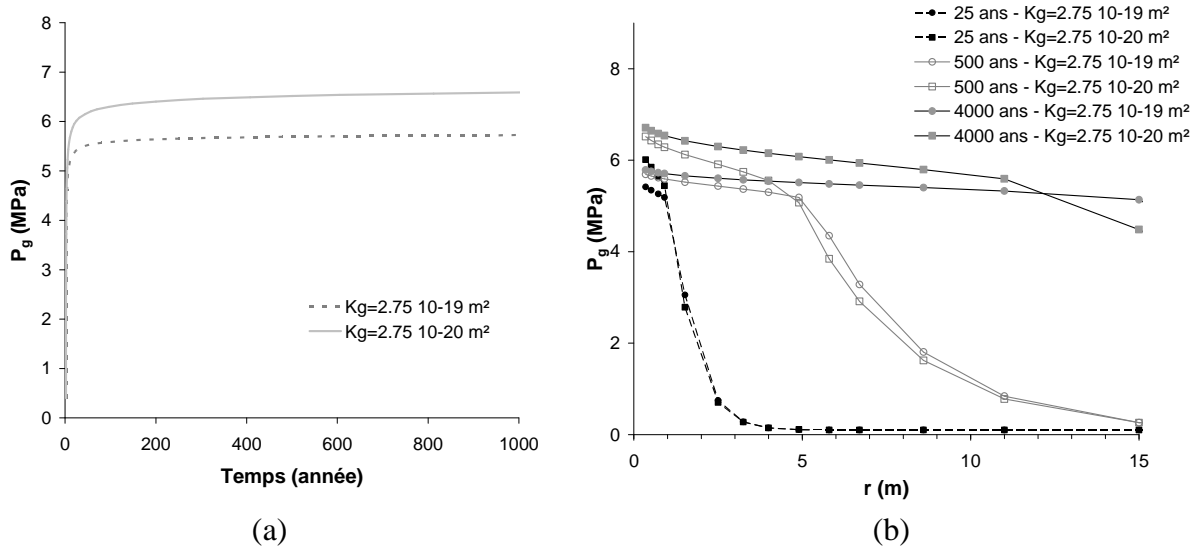 8
7
6
5
4
3
2
1
0
P_g (MPa)
Kg=2.75 10-19 m²
Kg=2.75 10-20 m²
0 200 400 600 800 1000
Temps (année)
(a)
25 ans - Kg=2.75 10-19 m²
25 ans - Kg=2.75 10-20 m²
500 ans - Kg=2.75 10-19 m²
500 ans - Kg=2.75 10-20 m²
4000 ans - Kg=2.75 10-19 m²
4000 ans - Kg=2.75 10-20 m²
8
6
4
2
0
P_g (MPa)
0 5 10 15
r (m)
(b)